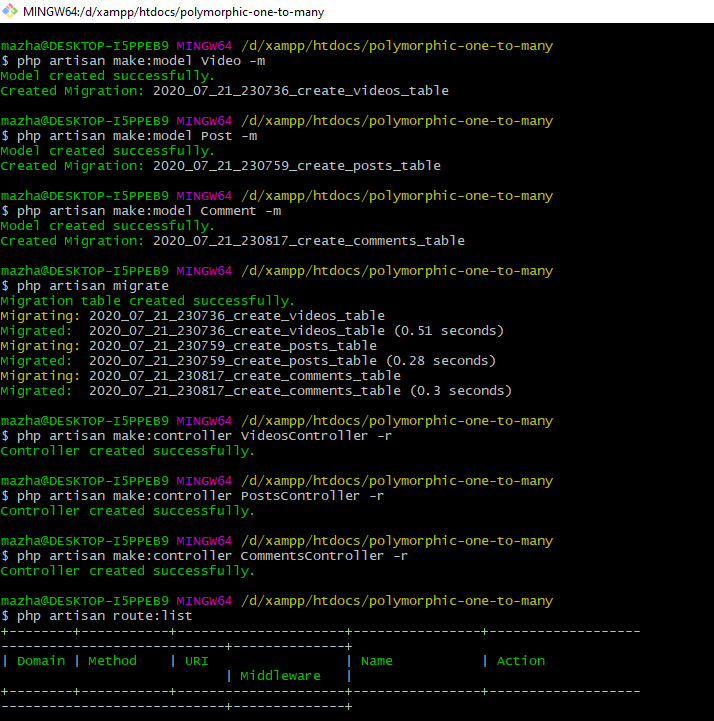 MINGW64:/d/xampp/htdocs/polymorphic-one-to-many
mazha@DESKTOP-I5PPEB9 MINGW64 /d/xampp/htdocs/polymorphic-one-to-many
$ php artisan make:model Video -m
Model created successfully.
Created Migration: 2020_07_21_230736_create_videos_table
mazha@DESKTOP-I5PPEB9 MINGW64 /d/xampp/htdocs/polymorphic-one-to-many
$ php artisan make:model Post -m
Model created successfully.
Created Migration: 2020_07_21_230759_create_posts_table
mazha@DESKTOP-I5PPEB9 MINGW64 /d/xampp/htdocs/polymorphic-one-to-many
$ php artisan make:model Comment -m
Model created successfully.
Created Migration: 2020_07_21_230817_create_comments_table
mazha@DESKTOP-I5PPEB9 MINGW64 /d/xampp/htdocs/polymorphic-one-to-many
$ php artisan migrate
Migration table created successfully.
Migrating: 2020_07_21_230736_create_videos_table
Migrated:  2020_07_21_230736_create_videos_table (0.51 seconds)
Migrating: 2020_07_21_230759_create_posts_table
Migrated:  2020_07_21_230759_create_posts_table (0.28 seconds)
Migrating: 2020_07_21_230817_create_comments_table
Migrated:  2020_07_21_230817_create_comments_table (0.3 seconds)
mazha@DESKTOP-I5PPEB9 MINGW64 /d/xampp/htdocs/polymorphic-one-to-many
$ php artisan make:controller VideosController -r
Controller created successfully.
mazha@DESKTOP-I5PPEB9 MINGW64 /d/xampp/htdocs/polymorphic-one-to-many
$ php artisan make:controller PostsController -r
Controller created successfully.
mazha@DESKTOP-I5PPEB9 MINGW64 /d/xampp/htdocs/polymorphic-one-to-many
$ php artisan make:controller CommentsController -r
Controller created successfully.
mazha@DESKTOP-I5PPEB9 MINGW64 /d/xampp/htdocs/polymorphic-one-to-many
$ php artisan route:list
+--------+-----------+---------------------+----------------+-------------------
----------------------------+--------------+
| Domain | Method    | URI                 | Name           | Action
                            | Middleware   |
+--------+-----------+---------------------+----------------+-------------------
----------------------------+--------------+